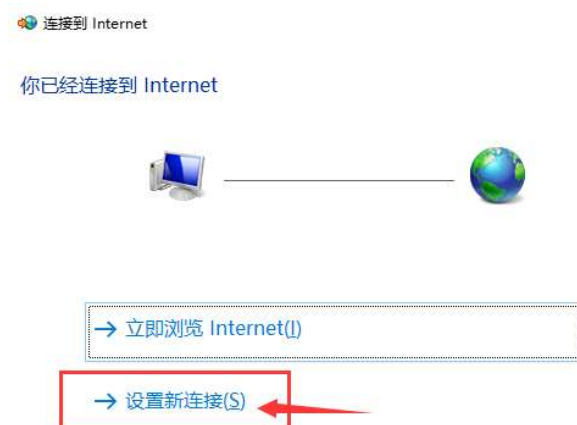 连接到 Internet
你已经连接到 Internet
→ 立即浏览 Internet(I)
→ 设置新连接(S)